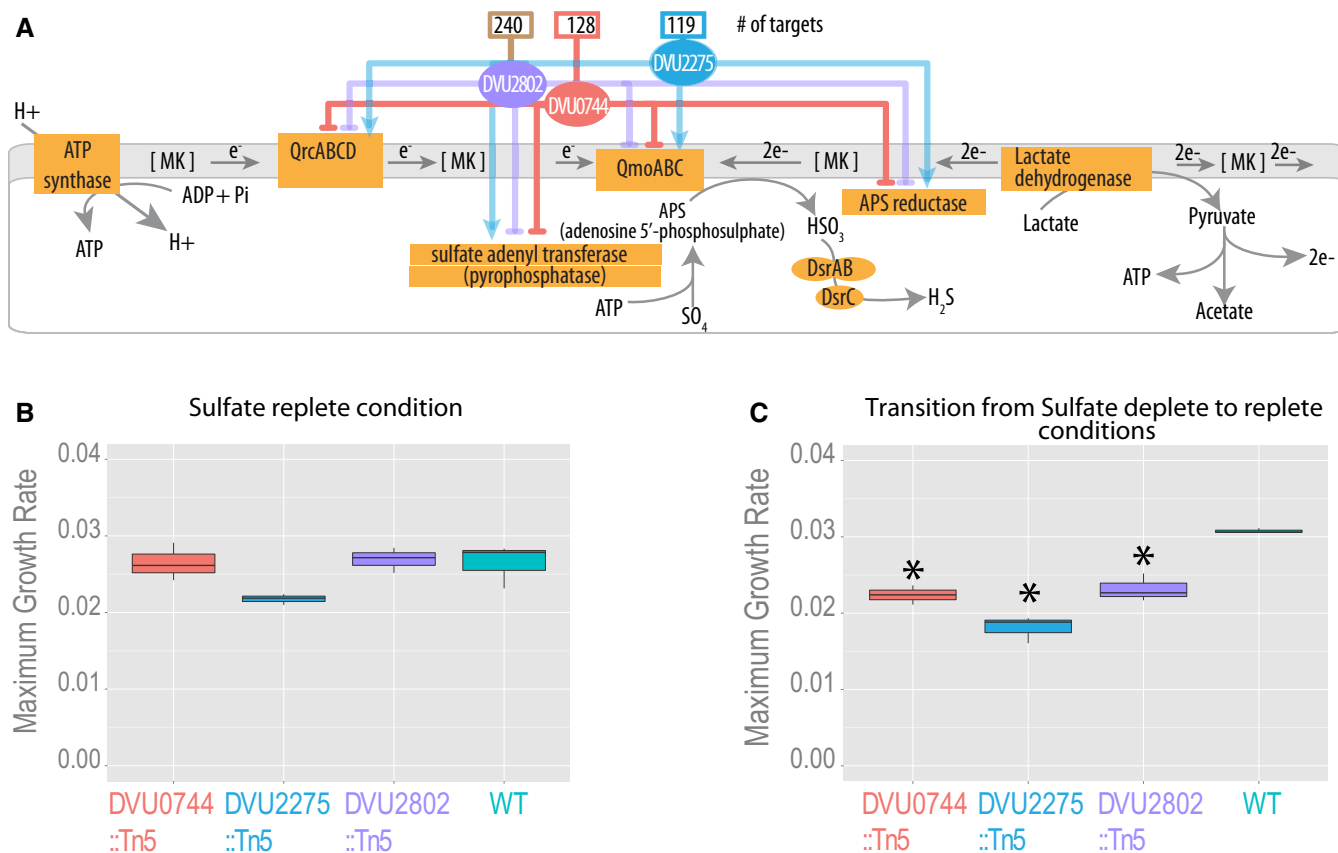 A
240
128
119
# of targets
DVU2275
DVU2802
DVU0744
H+
ATP
synthase
ADP + Pi
ATP
H+
e-
QrcABCD
e-
[ MK ]
[ MK ]
e-
QmoABC
2e-
[ MK ]
2e-
Lactate
dehydrogenase
2e-
[ MK ]
2e-
APS reductase
Lactate
Pyruvate
APS
(adenosine 5′-phosphosulphate)
HSO3
sulfate adenyl transferase
(pyrophosphatase)
DsrAB
DsrC
H2S
ATP
SO4
ATP
2e-
Acetate
B
Sulfate replete condition
Maximum Growth Rate
0.04
0.03
0.02
0.01
0.00
DVU0744
::Tn5
DVU2275
::Tn5
DVU2802
::Tn5
WT
C
Transition from Sulfate deplete to replete
conditions
Maximum Growth Rate
0.04
0.03
0.02
0.01
0.00
*
*
*
DVU0744
::Tn5
DVU2275
::Tn5
DVU2802
::Tn5
WT